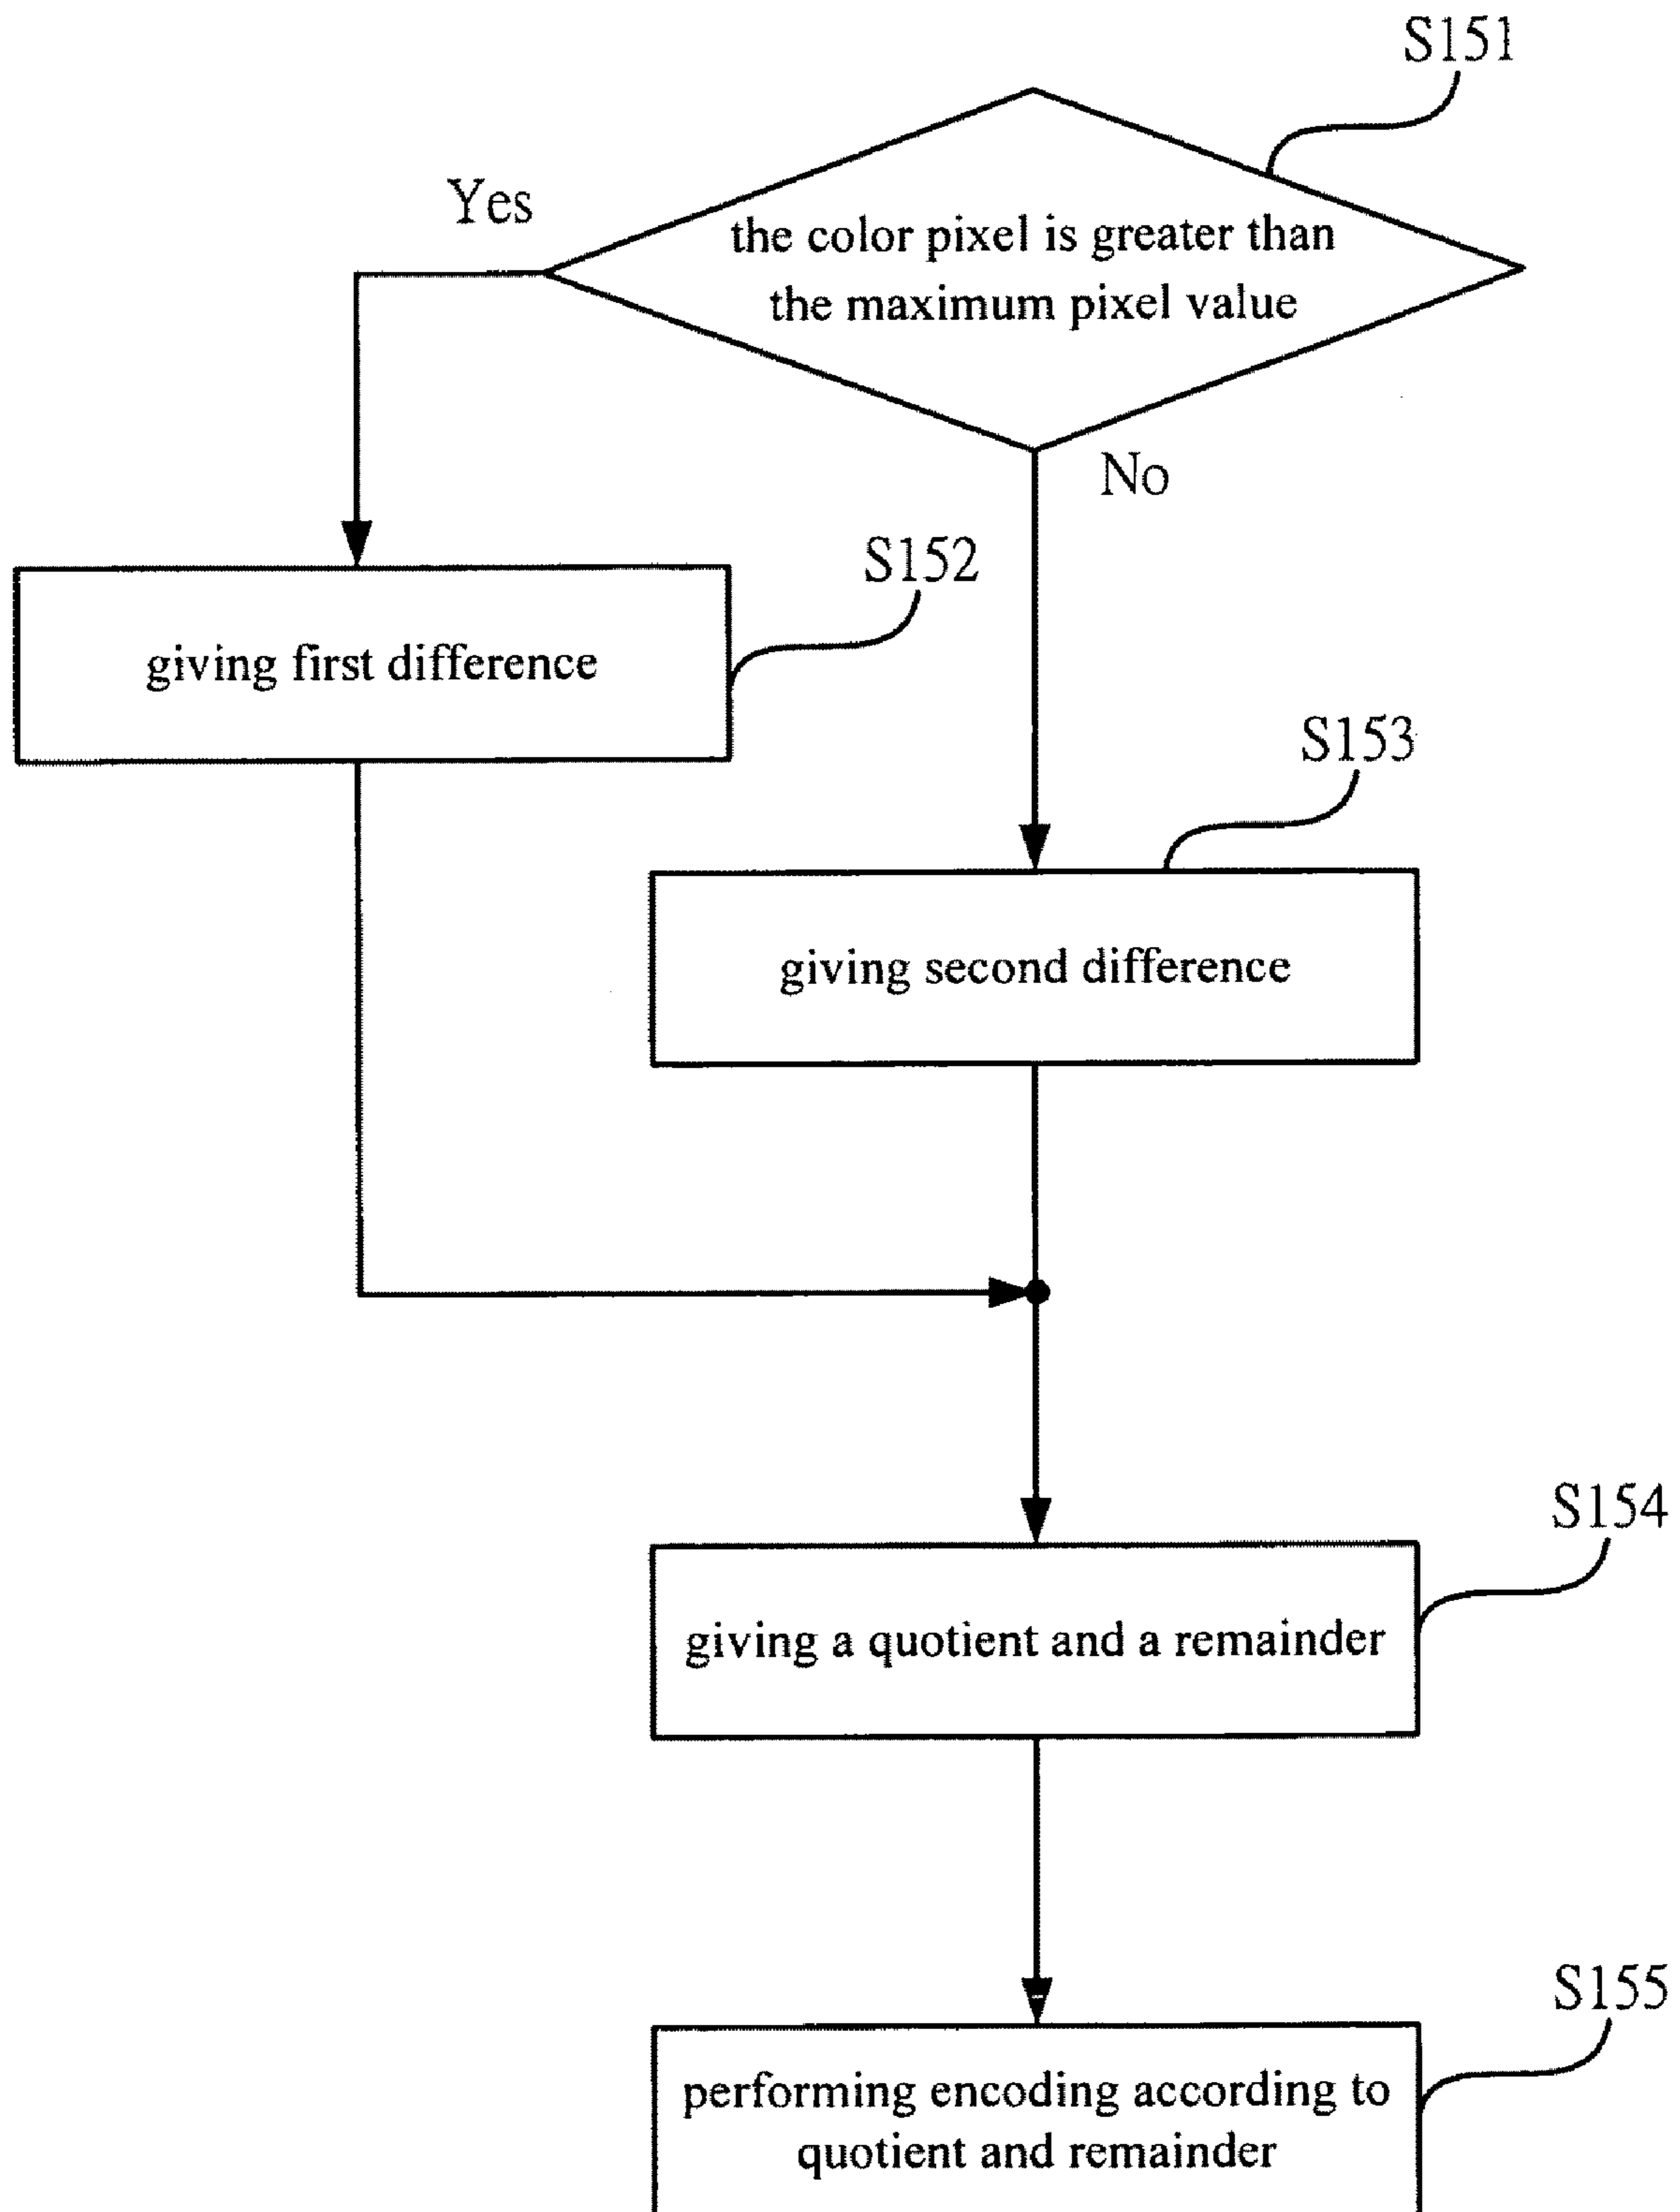 S151
Yes
the color pixel is greater than
the maximum pixel value
No
S152
giving first difference
S153
giving second difference
S154
giving a quotient and a remainder
S155
performing encoding according to
quotient and remainder